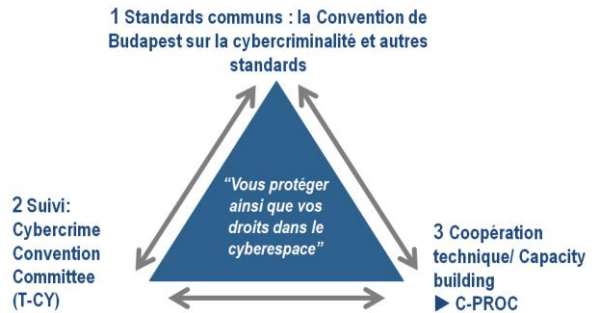 1 Standards communs : la Convention de
Budapest sur la cybercriminalité et autres
standards
“Vous protéger
ainsi que vos
droits dans le
cyberespace”
2 Suivi:
Cybercrime
Convention
Committee
(T-CY)
3 Coopération
technique/ Capacity
building
▶ C-PROC